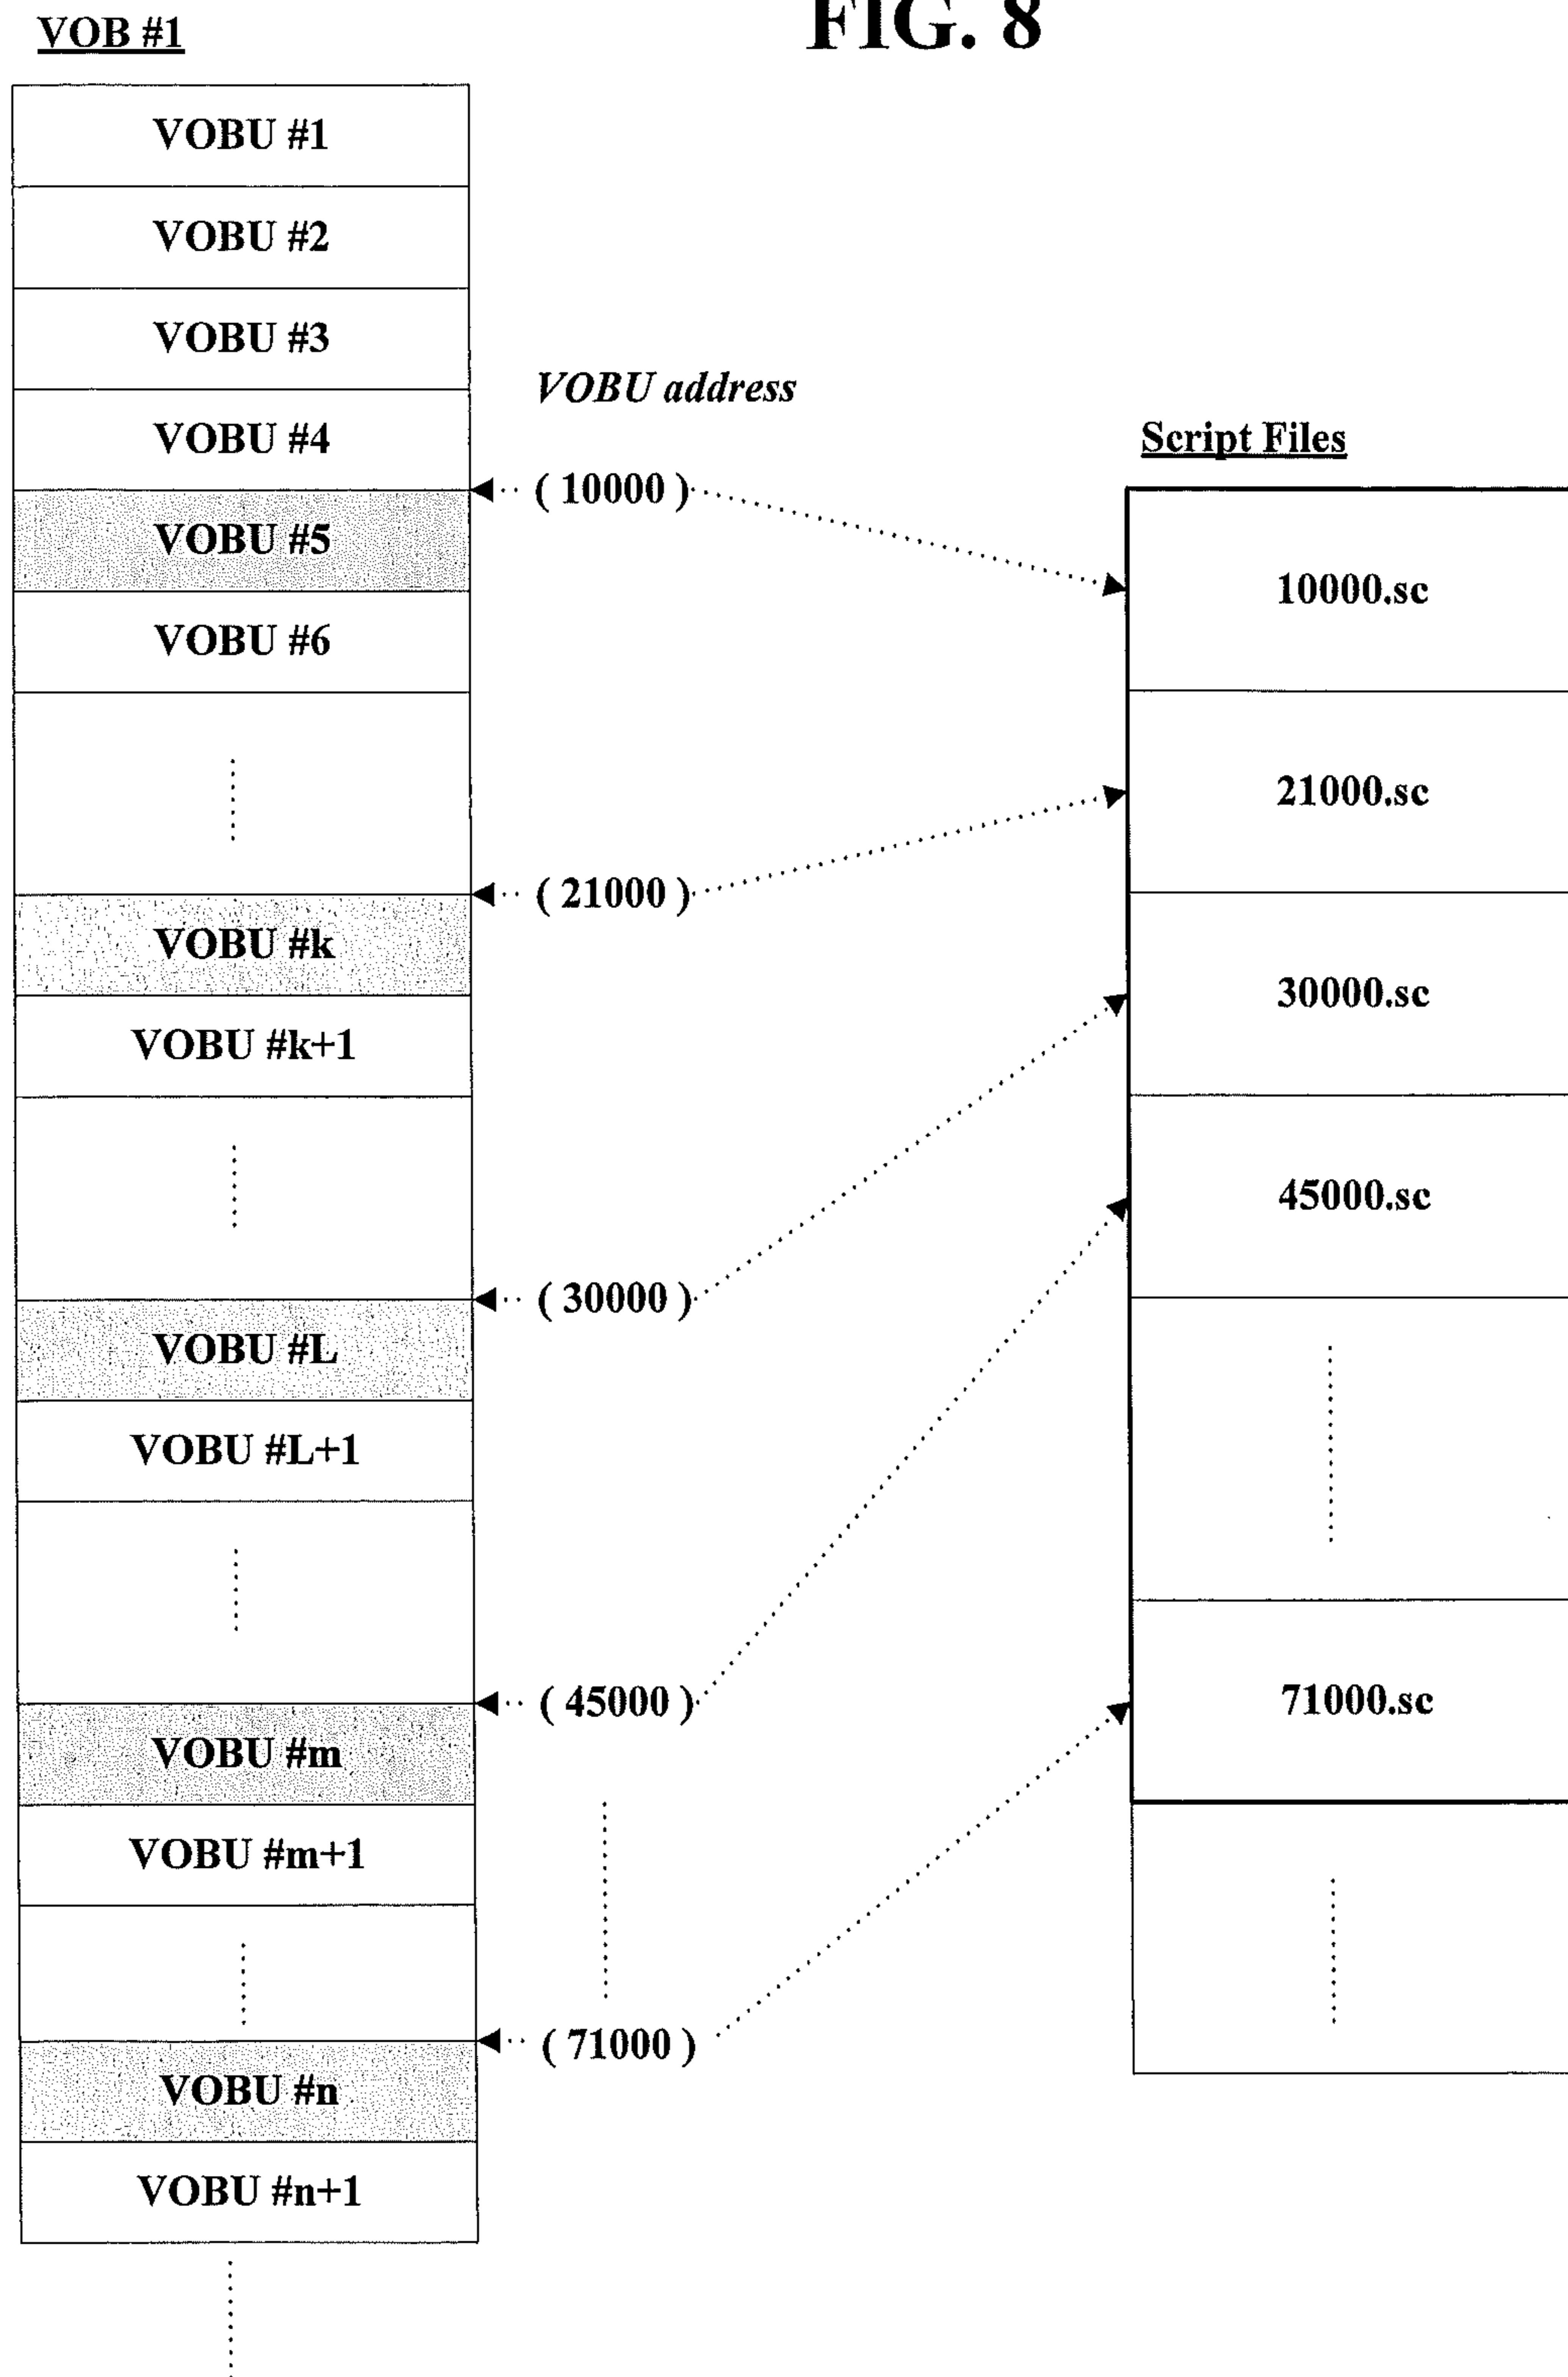 FIG. 8
VOB #1
VOBU #1
VOBU #2
VOBU #3
VOBU #4
VOBU #5
VOBU #6
VOBU #k
VOBU #k+1
VOBU #L
VOBU #L+1
VOBU #m
VOBU #m+1
VOBU #n
VOBU #n+1
VOBU address
( 10000 )
( 21000 )
( 30000 )
( 45000 )
( 71000 )
Script Files
10000.sc
21000.sc
30000.sc
45000.sc
71000.sc